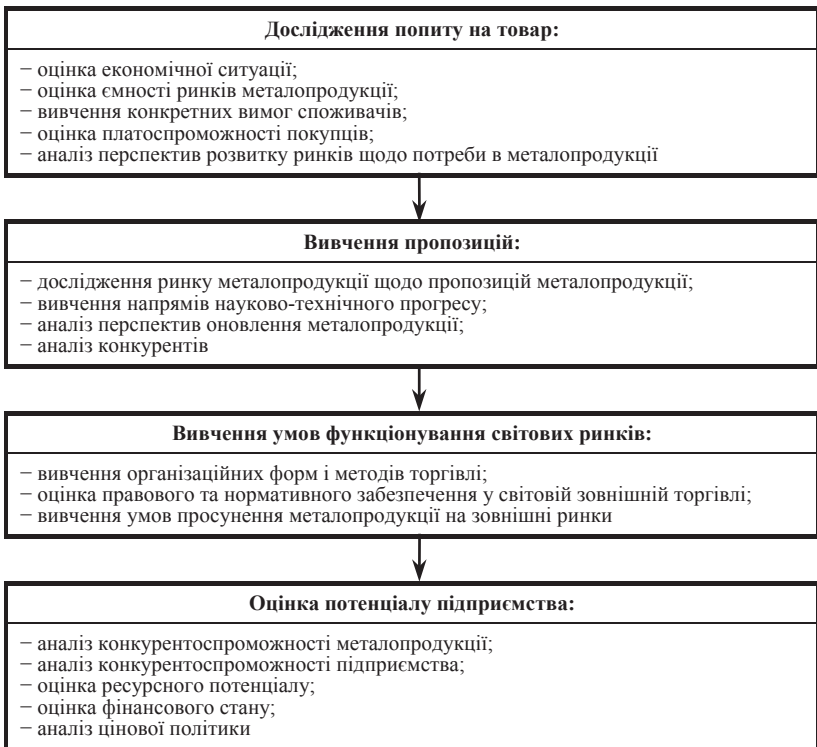 Дослідження попиту на товар:
− оцінка економічної ситуації;
− оцінка ємності ринків металопродукції;
− вивчення конкретних вимог споживачів;
− оцінка платоспроможності покупців;
− аналіз перспектив розвитку ринків щодо потреби в металопродукції
Вивчення пропозицій:
− дослідження ринку металопродукції щодо пропозицій металопродукції;
− вивчення напрямів науково-технічного прогресу;
− аналіз перспектив оновлення металопродукції;
− аналіз конкурентів
Вивчення умов функціонування світових ринків:
− вивчення організаційних форм і методів торгівлі;
− оцінка правового та нормативного забезпечення у світовій зовнішній торгівлі;
− вивчення умов просунення металопродукції на зовнішні ринки
Оцінка потенціалу підприємства:
− аналіз конкурентоспроможності металопродукції;
− аналіз конкурентоспроможності підприємства;
− оцінка ресурсного потенціалу;
− оцінка фінансового стану;
− аналіз цінової політики